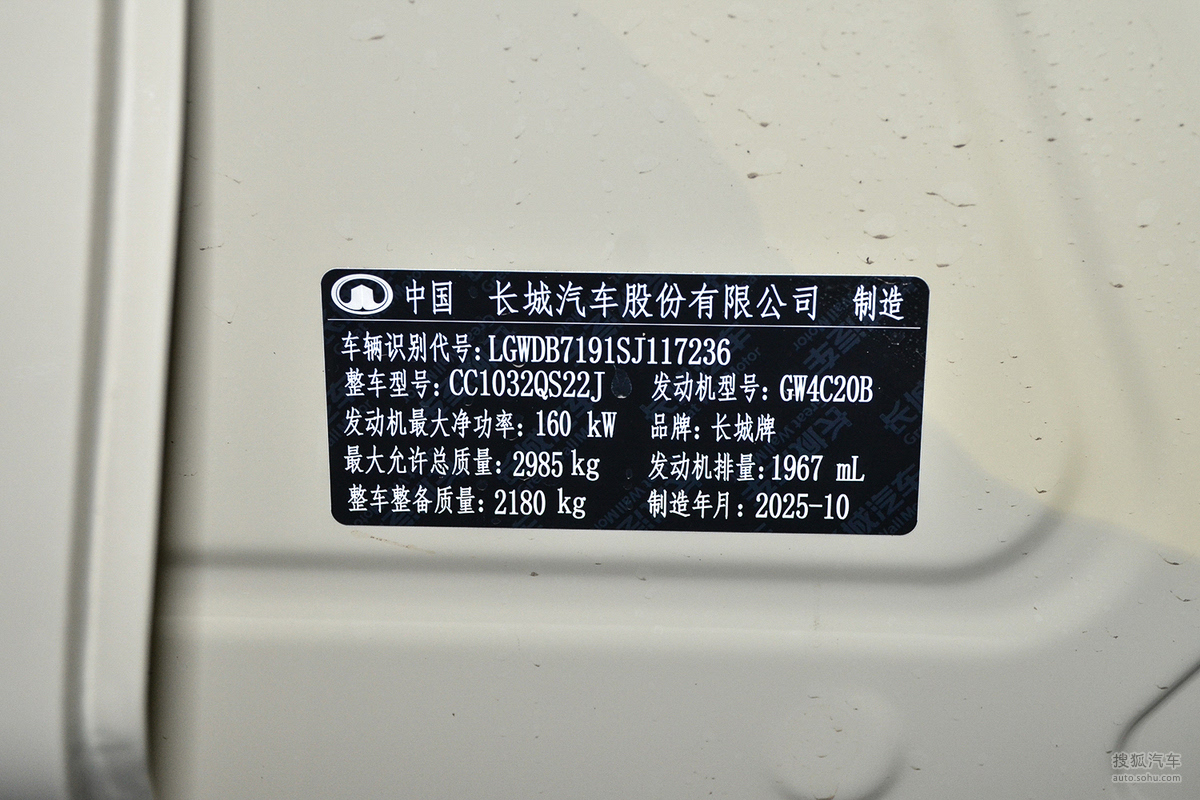 中国 长城汽车股份有限公司 制造
车辆识别代号:LGWDB7191SJ117236
整车型号:CC1032QS22J 发动机型号:GW4C20B
发动机最大净功率:160 kW 品牌:长城牌
最大允许总质量:2985 kg 发动机排量:1967 mL
整车整备质量:2180 kg 制造年月:2025-10
搜狐汽车
auto.sohu.com